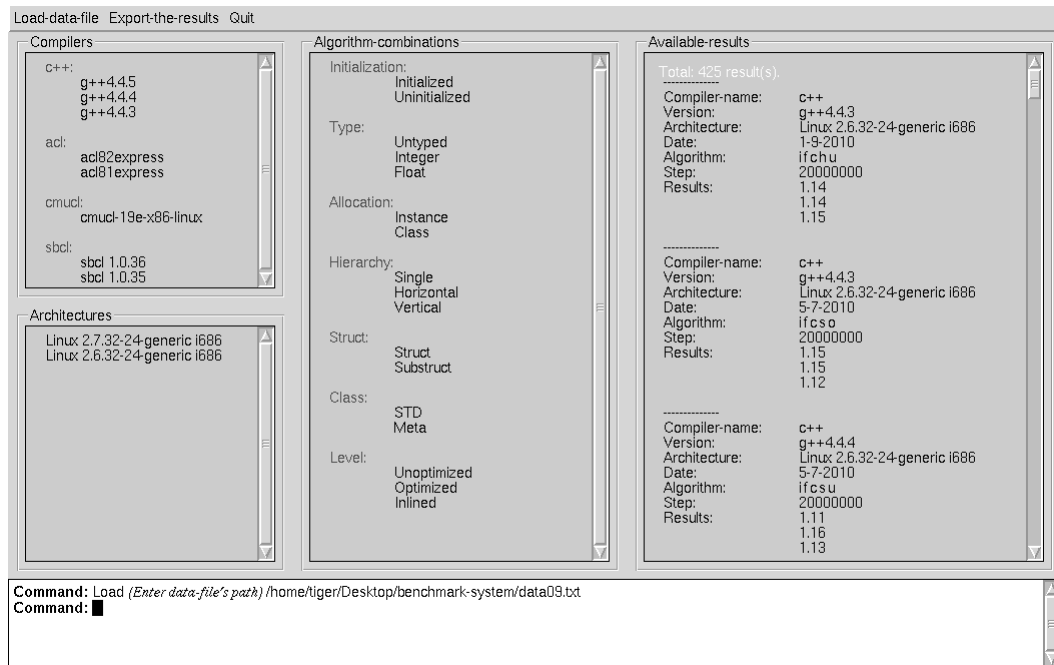 Load-data-file Export-the-results Quit
Compilers
c++:
g++4.4.5
g++4.4.4
g++4.4.3
acl:
acl82express
acl81express
cmucl:
cmucl-19e-x86-linux
sbcl:
sbcl 1.0.36
sbcl 1.0.35
Architectures
Linux 2.7.32-24-generic i686
Linux 2.6.32-24-generic i686
Algorithm-combinations
Initialization:
Initialized
Uninitialized
Type:
Untyped
Integer
Float
Allocation:
Instance
Class
Hierarchy:
Single
Horizontal
Vertical
Struct:
Struct
Substruct
Class:
STD
Meta
Level:
Unoptimized
Optimized
Inlined
Available-results
Total: 425 result(s).
--------------
Compiler-name: c++
Version: g++4.4.3
Architecture: Linux 2.6.32-24-generic i686
Date: 1-9-2010
Algorithm: i f c h u
Step: 20000000
Results: 1.14
1.14
1.15
--------------
Compiler-name: c++
Version: g++4.4.3
Architecture: Linux 2.6.32-24-generic i686
Date: 5-7-2010
Algorithm: i f c s o
Step: 20000000
Results: 1.15
1.15
1.12
--------------
Compiler-name: c++
Version: g++4.4.4
Architecture: Linux 2.6.32-24-generic i686
Date: 5-7-2010
Algorithm: i f c s u
Step: 20000000
Results: 1.11
1.16
1.13
Command: Load (Enter data-file's path) /home/tiger/Desktop/benchmark-system/data09.txt
Command: